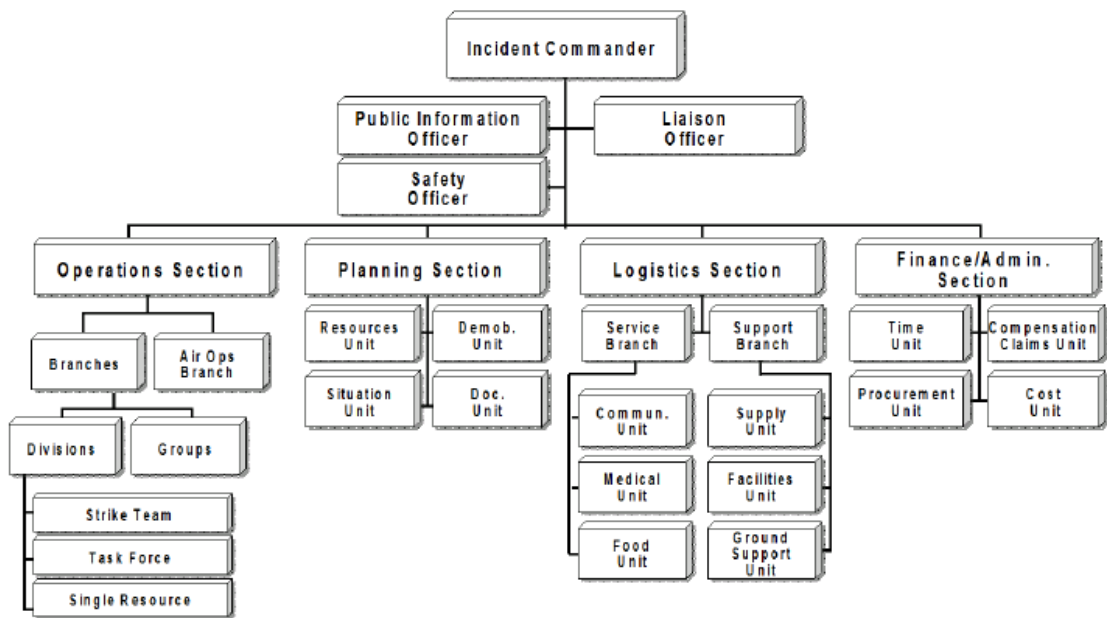 Incident Commander
Public Information
Officer
Liaison
Officer
Safety
Officer
Operations Section
Planning Section
Logistics Section
Finance/Admin.
Section
Branches
Air Ops
Branch
Divisions
Groups
Strike Team
Task Force
Single Resource
Resources
Unit
Demob.
Unit
Situation
Unit
Doc.
Unit
Service
Branch
Support
Branch
Commun.
Unit
Supply
Unit
Medical
Unit
Facilities
Unit
Food
Unit
Ground
Support
Unit
Time
Unit
Compensation
Claims Unit
Procurement
Unit
Cost
Unit